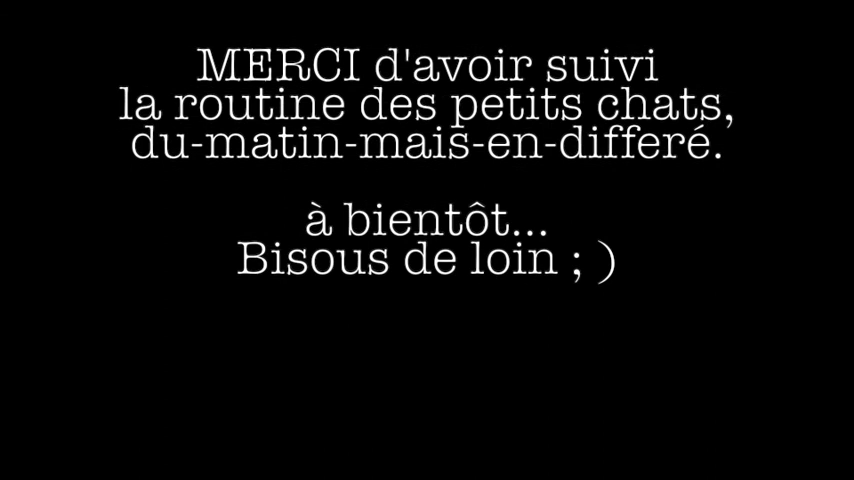 MERCI d'avoir suivi
la routine des petits chats,
du-matin-mais-en-differé.
à bientôt...
Bisous de loin ; )